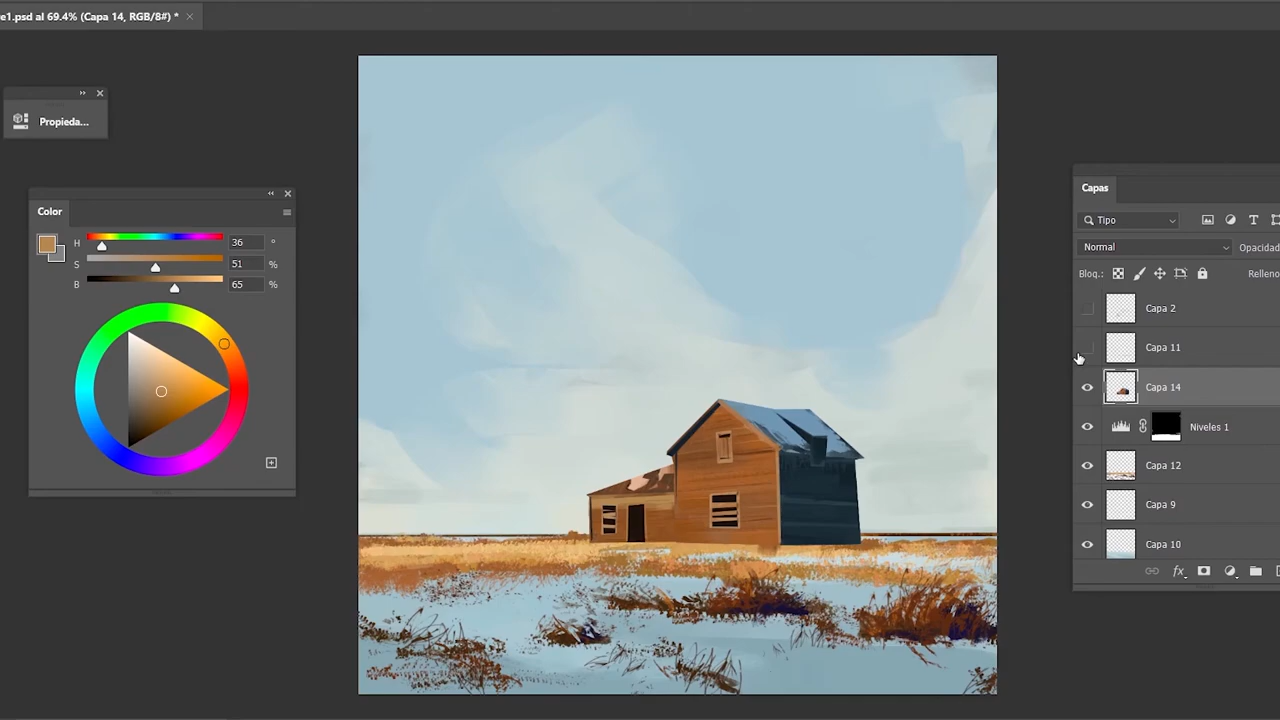 e1.psd al 69.4% (Capa 14, RGB/8#) *
Propieda...
Color
H 36 °
S 51 %
B 65 %
Capas
Tipo
Normal
Opacidad
Bloq.:
Relleno
Capa 2
Capa 11
Capa 14
Niveles 1
Capa 12
Capa 9
Capa 10
fx